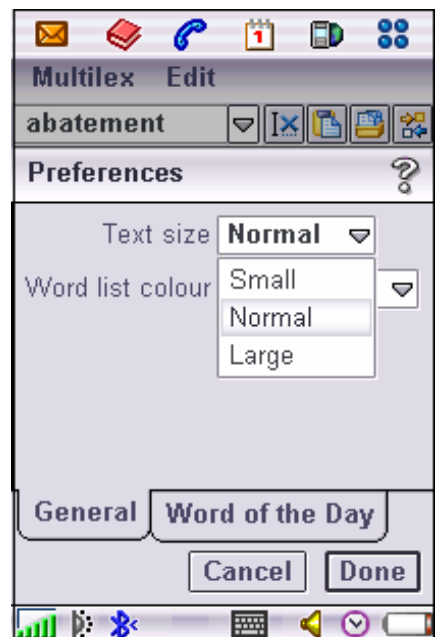 1
Multilex Edit
abatement
Preferences ?
Text size Normal
Word list colour
Small
Normal
Large
General Word of the Day
Cancel Done